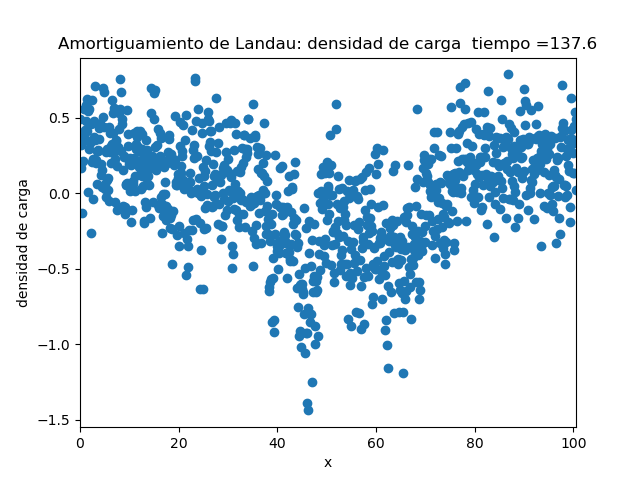 Amortiguamiento de Landau: densidad de carga  tiempo =137.6
densidad de carga
0.5
0.0
−0.5
−1.0
−1.5
0 20 40 60 80 100
x